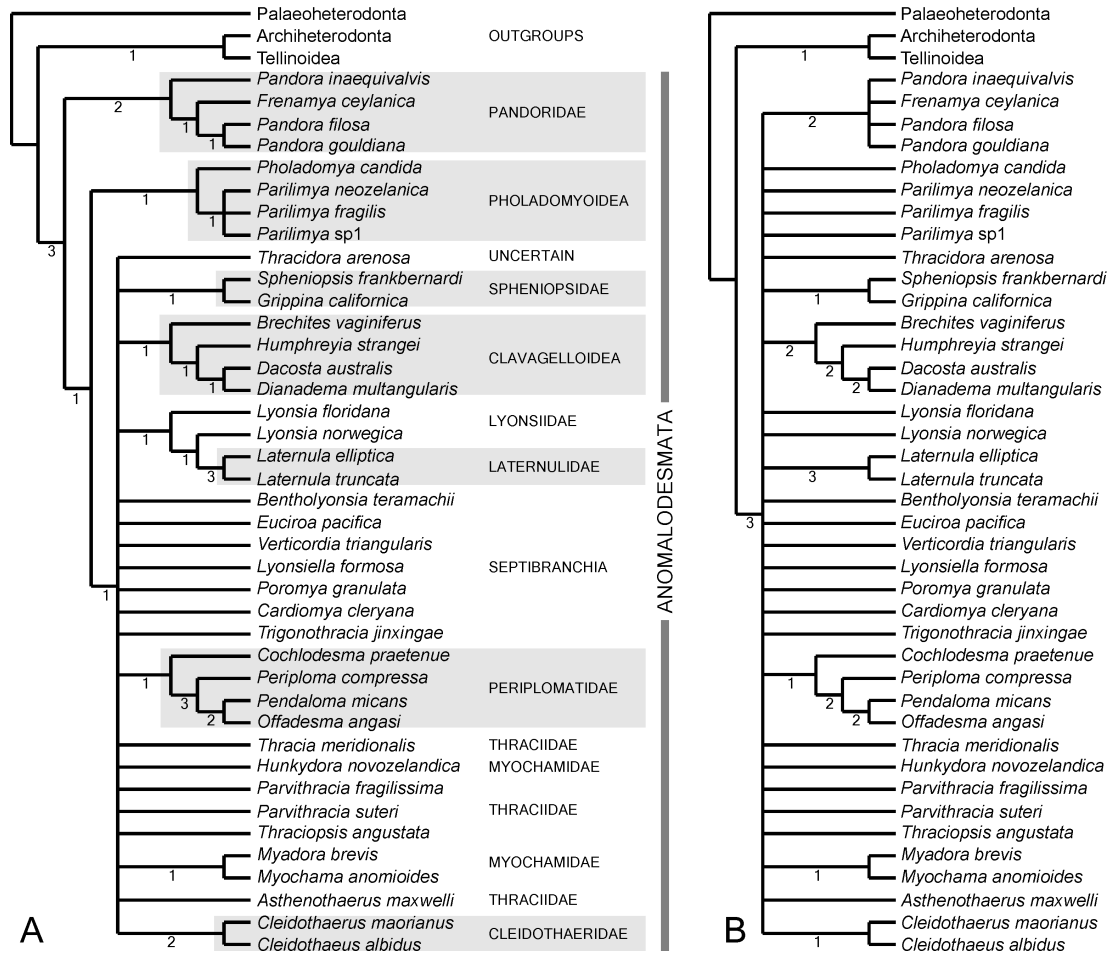 Palaeoheterodonta
Archiheterodonta
OUTGROUPS
Tellinoidea
1
Pandora inaequivalvis
2
Frenamya ceylanica
PANDORIDAE
1
Pandora filosa
1
Pandora gouldiana
Pholadomya candida
1
Parilimya neozelanica
PHOLADOMYOIDEA
Parilimya fragilis
1
Parilimya sp1
3
Thracidora arenosa
UNCERTAIN
Spheniopsis frankbernardi
SPHENIOPSIDAE
1
Grippina californica
Brechites vaginiferus
1
Humphreyia strangei
CLAVAGELLOIDEA
1
Dacosta australis
1
Dianadema multangularis
1
Lyonsia floridana
LYONSIIDAE
1
Lyonsia norwegica
1
Laternula elliptica
LATERNULIDAE
3
Laternula truncata
Bentholyonsia teramachii
Euciroa pacifica
Verticordia triangularis
Lyonsiella formosa
SEPTIBRANCHIA
Poromya granulata
1
Cardiomya cleryana
Trigonothracia jinxingae
Cochlodesma praetenue
1
Periploma compressa
PERIPLOMATIDAE
3
Pendaloma micans
2
Offadesma angasi
Thracia meridionalis
THRACIIDAE
Hunkydora novozelandica
MYOCHAMIDAE
Parvithracia fragilissima
Parvithracia suteri
THRACIIDAE
Thraciopsis angustata
Myadora brevis
MYOCHAMIDAE
1
Myochama anomioides
Asthenothaerus maxwelli
THRACIIDAE
Cleidothaerus maorianus
CLEIDOTHAERIDAE
2
Cleidothaeus albidus
A
ANOMALODESMATA
Palaeoheterodonta
Archiheterodonta
1
Tellinoidea
Pandora inaequivalvis
Frenamya ceylanica
2
Pandora filosa
Pandora gouldiana
Pholadomya candida
Parilimya neozelanica
Parilimya fragilis
Parilimya sp1
Thracidora arenosa
Spheniopsis frankbernardi
1
Grippina californica
Brechites vaginiferus
2
Humphreyia strangei
2
Dacosta australis
2
Dianadema multangularis
Lyonsia floridana
Lyonsia norwegica
Laternula elliptica
3
Laternula truncata
Bentholyonsia teramachii
3
Euciroa pacifica
Verticordia triangularis
Lyonsiella formosa
Poromya granulata
Cardiomya cleryana
Trigonothracia jinxingae
Cochlodesma praetenue
1
Periploma compressa
2
Pendaloma micans
2
Offadesma angasi
Thracia meridionalis
Hunkydora novozelandica
Parvithracia fragilissima
Parvithracia suteri
Thraciopsis angustata
Myadora brevis
1
Myochama anomioides
Asthenothaerus maxwelli
Cleidothaerus maorianus
1
Cleidothaeus albidus
B